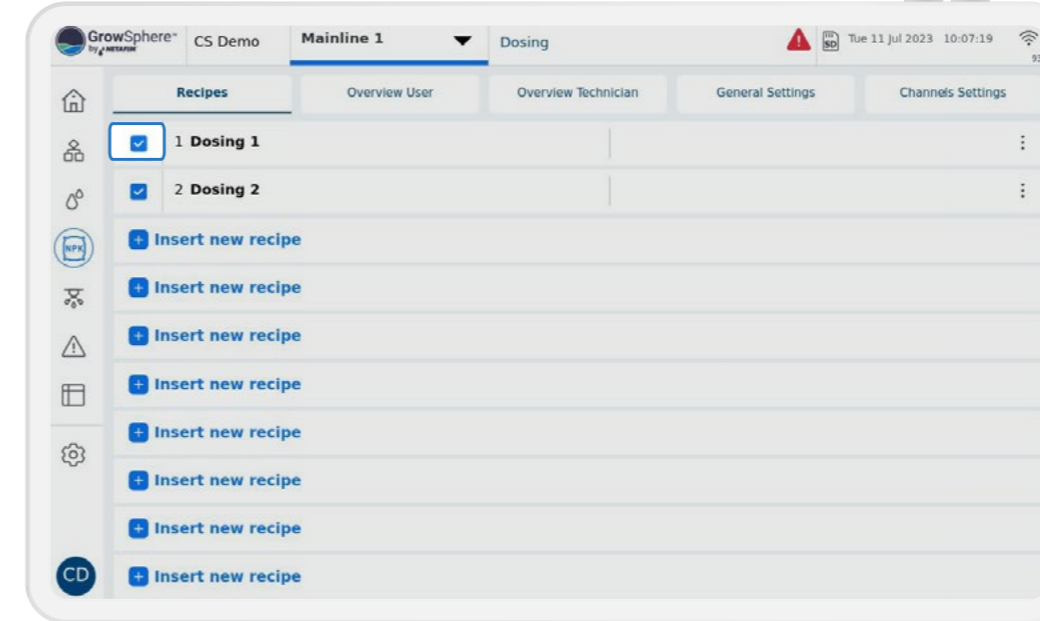 GrowSphere™
by NETAFIM
CS Demo
Mainline 1
Dosing
SD
Tue 11 Jul 2023 10:07:19
93
Recipes
Overview User
Overview Technician
General Settings
Channels Settings
1 Dosing 1
2 Dosing 2
NPK
Insert new recipe
Insert new recipe
Insert new recipe
Insert new recipe
Insert new recipe
Insert new recipe
Insert new recipe
Insert new recipe
CD